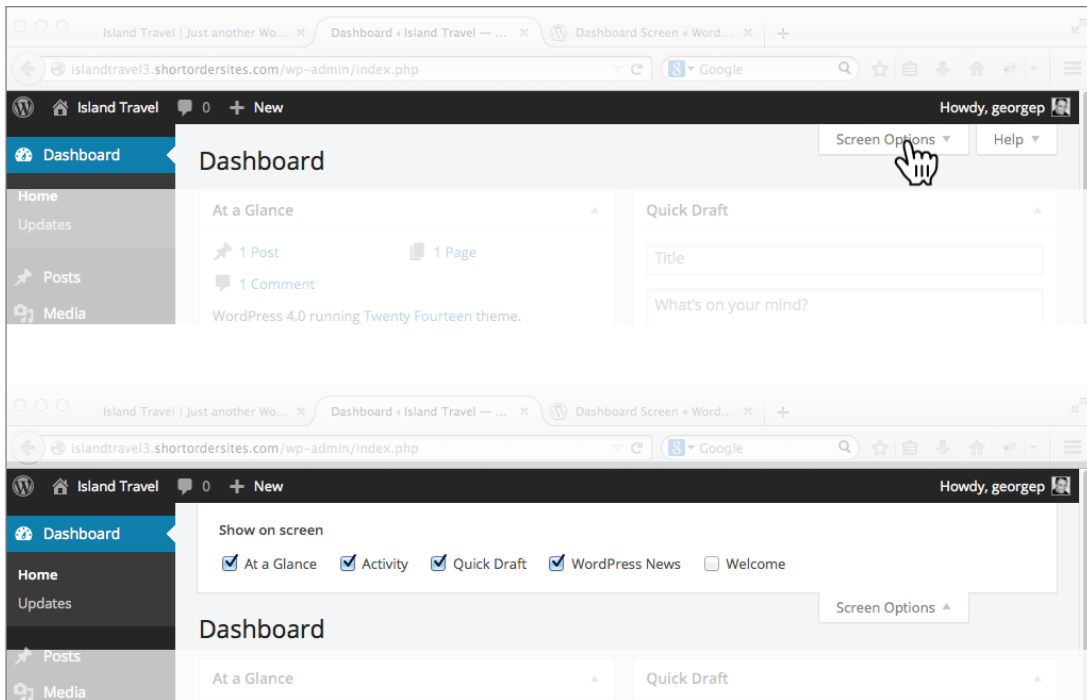 Island Travel | Just another Wo... × Dashboard ‹ Island Travel — ... × Dashboard Screen « Word... × +
islandtravel3.shortordersites.com/wp-admin/index.php Google
Island Travel 0 + New Howdy, georgep
Dashboard Dashboard Screen Options Help
Home
Updates At a Glance Quick Draft
1 Post 1 Page Title
Posts 1 Comment
Media WordPress 4.0 running Twenty Fourteen theme. What's on your mind?
Island Travel | Just another Wo... × Dashboard ‹ Island Travel — ... × Dashboard Screen « Word... × +
islandtravel3.shortordersites.com/wp-admin/index.php Google
Island Travel 0 + New Howdy, georgep
Dashboard Show on screen
Home At a Glance Activity Quick Draft WordPress News Welcome
Updates Screen Options
Dashboard
Posts
Media At a Glance Quick Draft